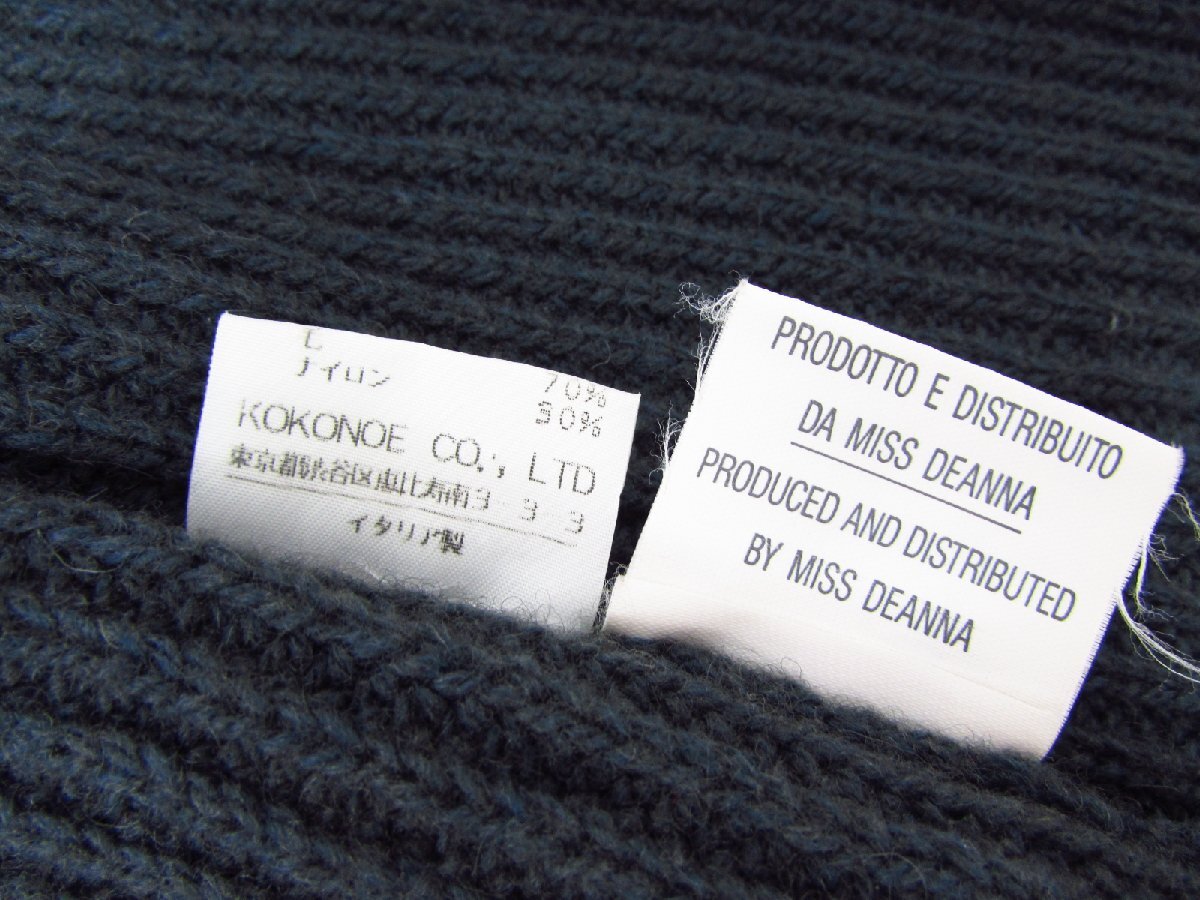 70%
ナイロン 30%
KOKONOE CO., LTD
東京都渋谷区恵比寿南3-3-3
イタリア製
PRODOTTO E DISTRIBUITO
DA MISS DEANNA
PRODUCED AND DISTRIBUTED
BY MISS DEANNA